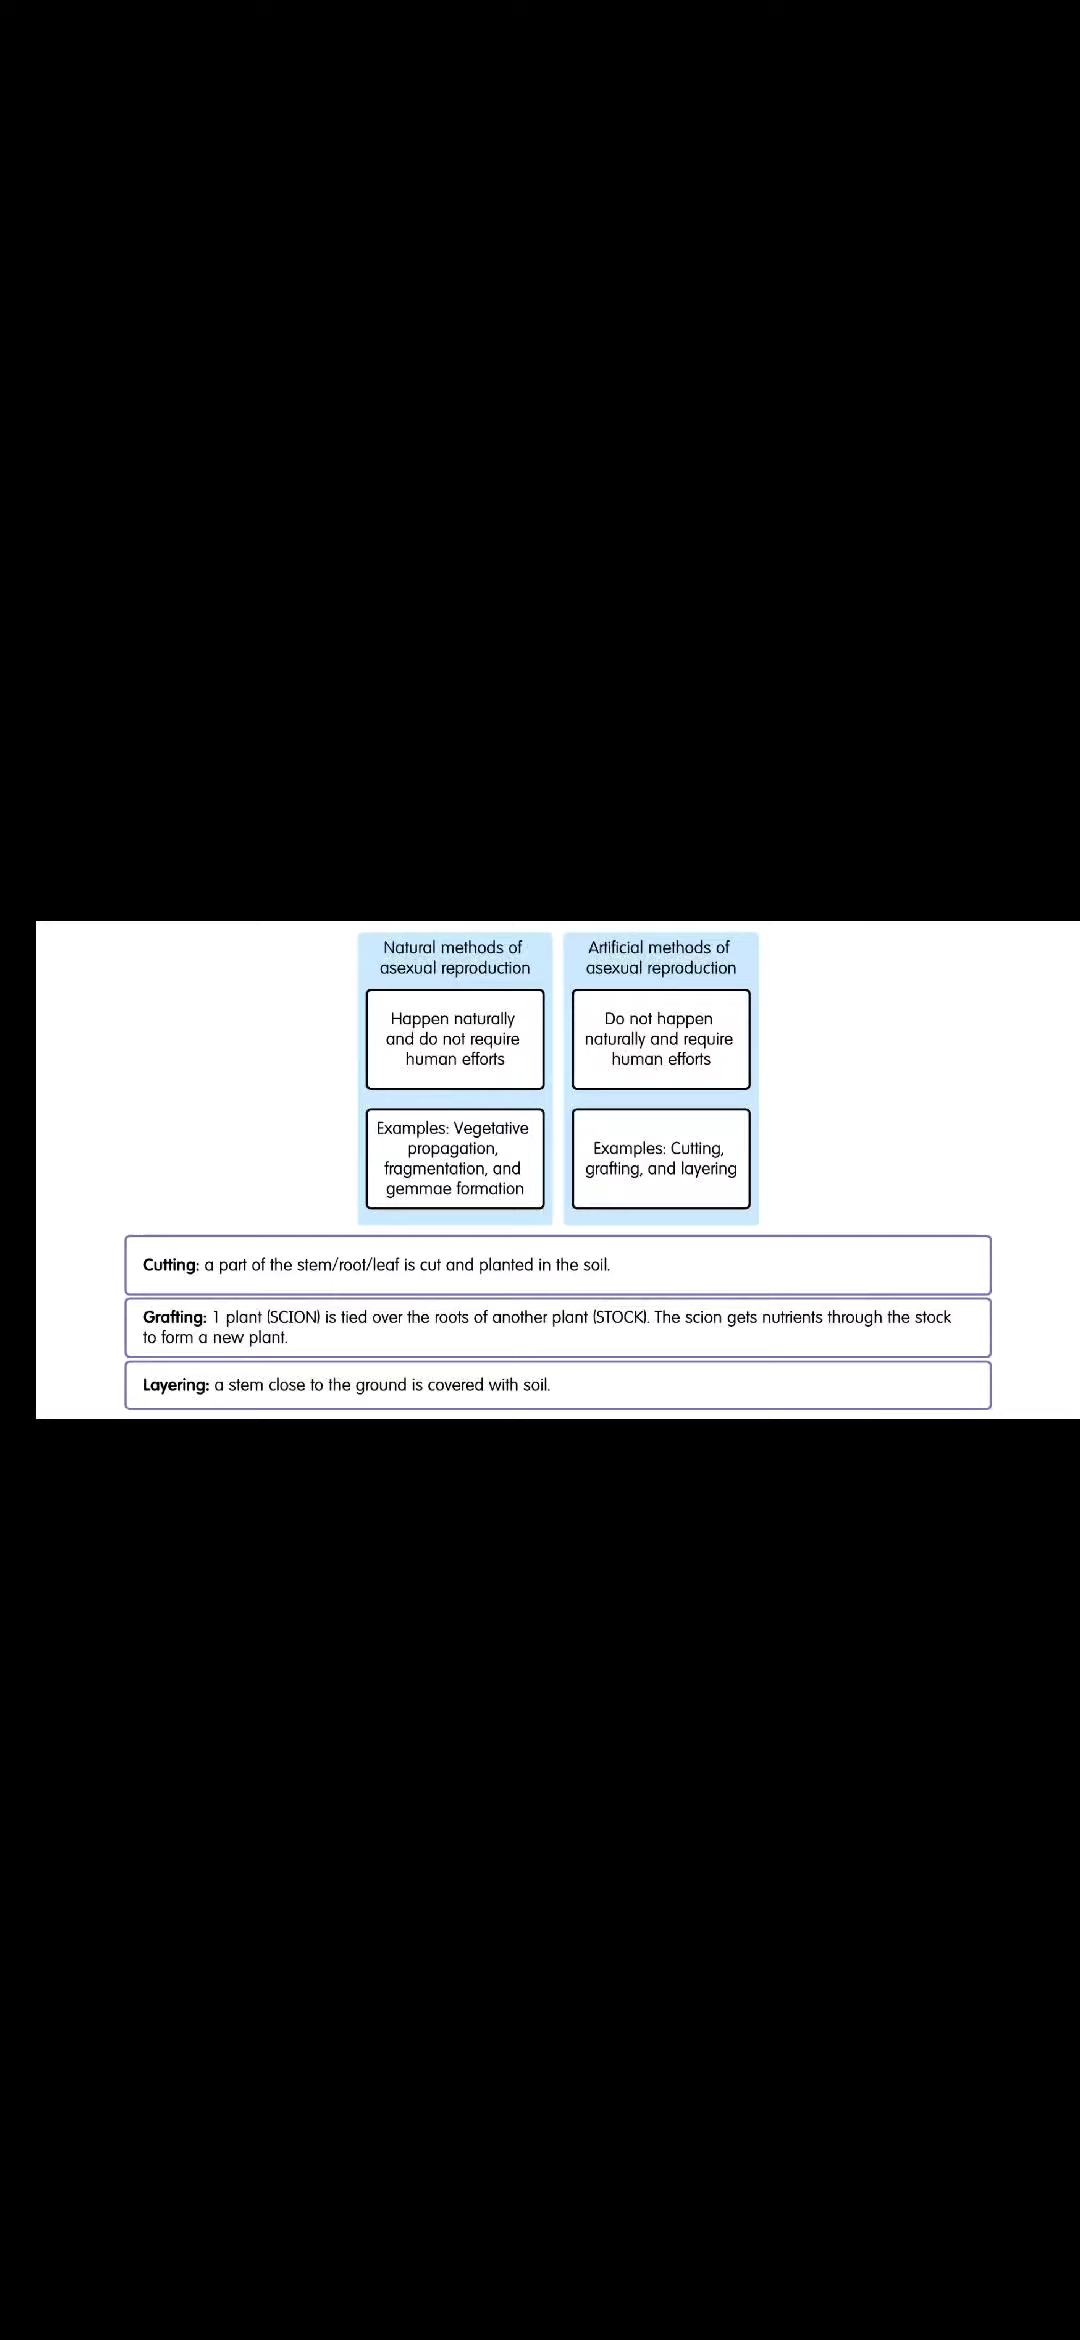 Natural methods of
asexual reproduction
Happen naturally
and do not require
human efforts
Examples: Vegetative
propagation,
fragmentation, and
gemmae formation
Artificial methods of
asexual reproduction
Do not happen
naturally and require
human efforts
Examples: Cutting,
grafting, and layering
Cutting: a part of the stem/root/leaf is cut and planted in the soil.
Grafting: 1 plant (SCION) is tied over the roots of another plant (STOCK). The scion gets nutrients through the stock
to form a new plant.
Layering: a stem close to the ground is covered with soil.